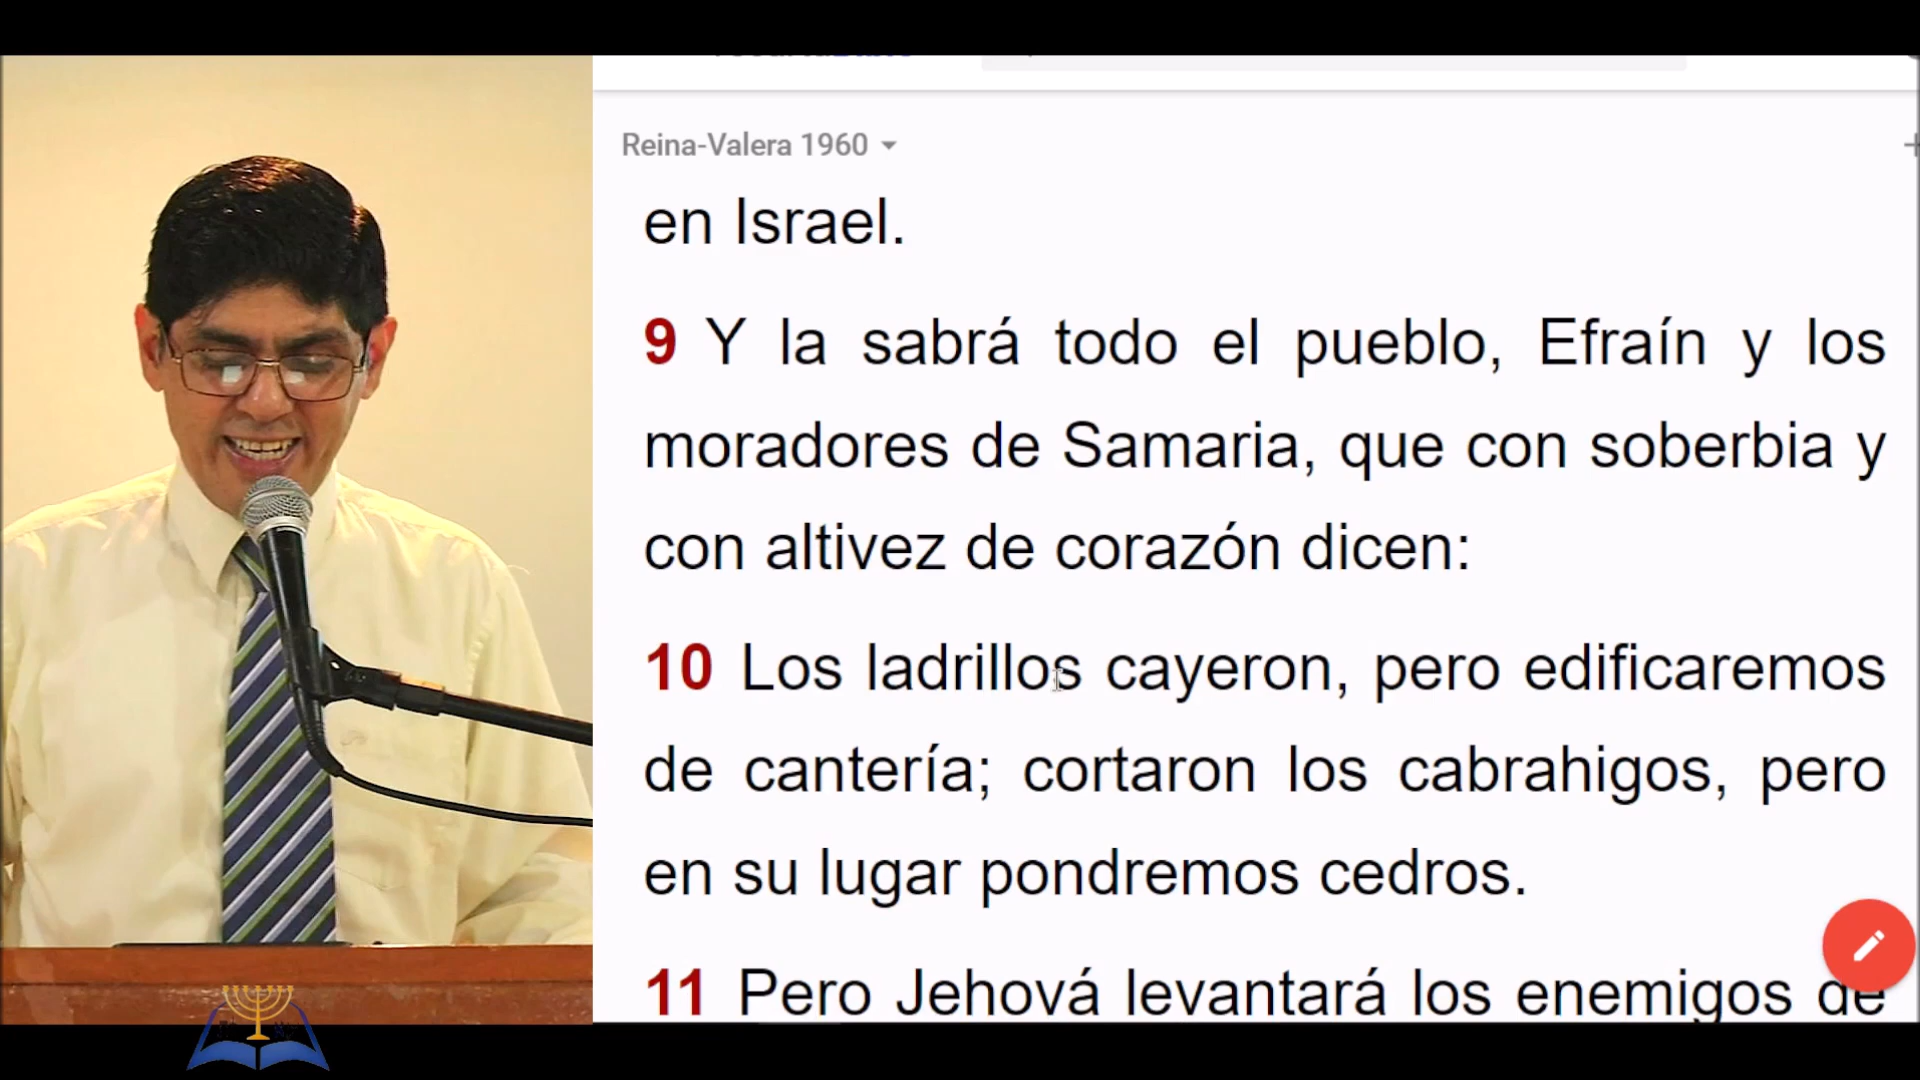 Reina-Valera 1960
en Israel.
9 Y la sabrá todo el pueblo, Efraín y los
moradores de Samaria, que con soberbia y
con altivez de corazón dicen:
10 Los ladrillos cayeron, pero edificaremos
de cantería; cortaron los cabrahigos, pero
en su lugar pondremos cedros.
11 Pero Jehová levantará los enemigos de